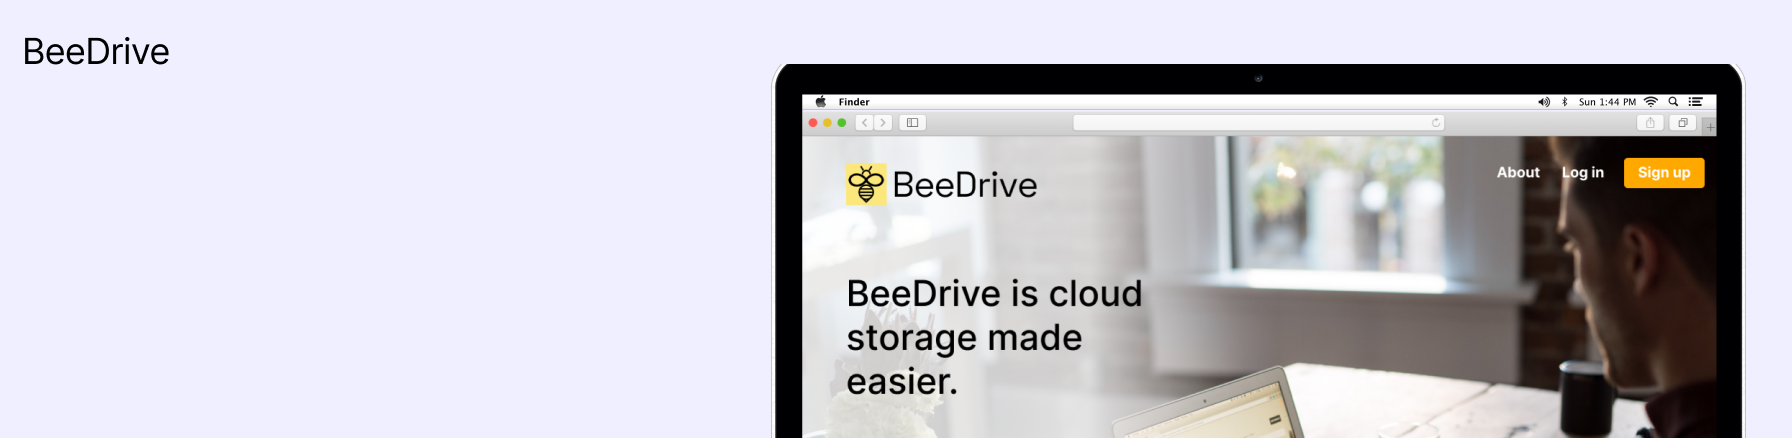 BeeDrive
Finder
Sun 1:44 PM
BeeDrive
About
Log in
Sign up
BeeDrive is cloud
storage made
easier.